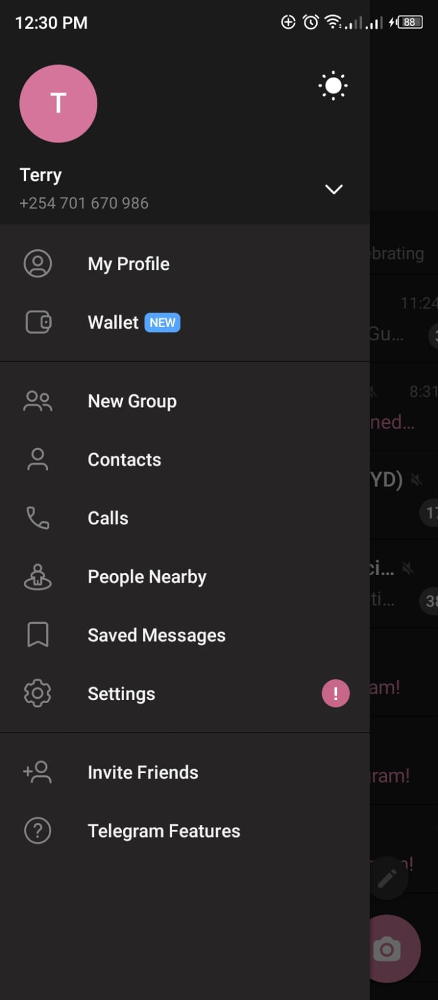 12:30 PM
88
T
Terry
+254 701 670 986
My Profile
Wallet NEW
New Group
Contacts
Calls
People Nearby
Saved Messages
Settings
!
Invite Friends
Telegram Features
ebrating
11:24
Gu...
8:31
ned...
YD)
17
ci...
ti...
38
am!
ram!